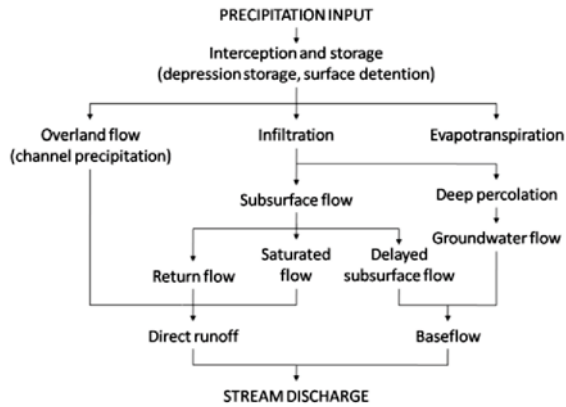 PRECIPITATION INPUT
Interception and storage
(depression storage, surface detention)
Overland flow
(channel precipitation)
Infiltration
Evapotranspiration
Subsurface flow
Deep percolation
Groundwater flow
Return flow
Saturated
flow
Delayed
subsurface flow
Direct runoff
Baseflow
STREAM DISCHARGE